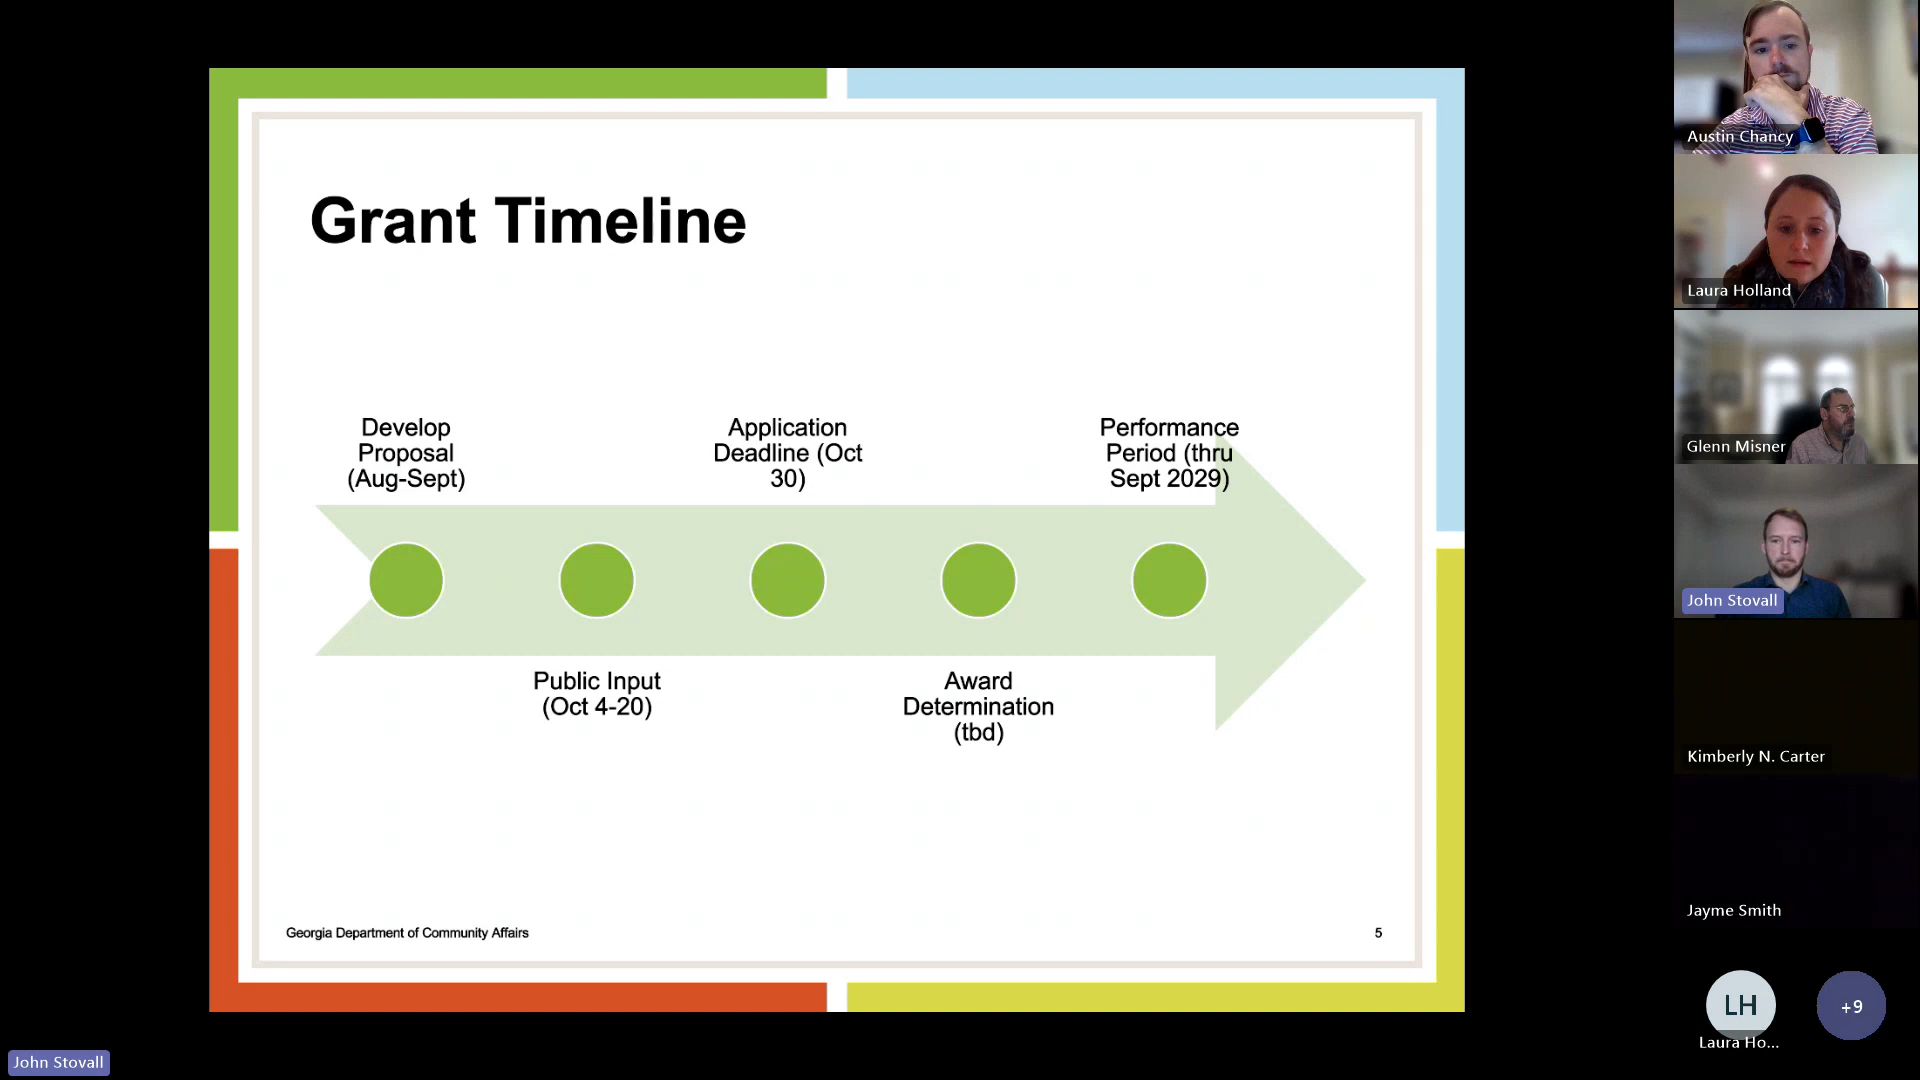 Grant Timeline
Develop
Proposal
(Aug-Sept)
Public Input
(Oct 4-20)
Application
Deadline (Oct
30)
Award
Determination
(tbd)
Performance
Period (thru
Sept 2029)
Georgia Department of Community Affairs
5
Austin Chancy
Laura Holland
Glenn Misner
John Stovall
Kimberly N. Carter
Jayme Smith
LH
Laura Ho...
+9
John Stovall